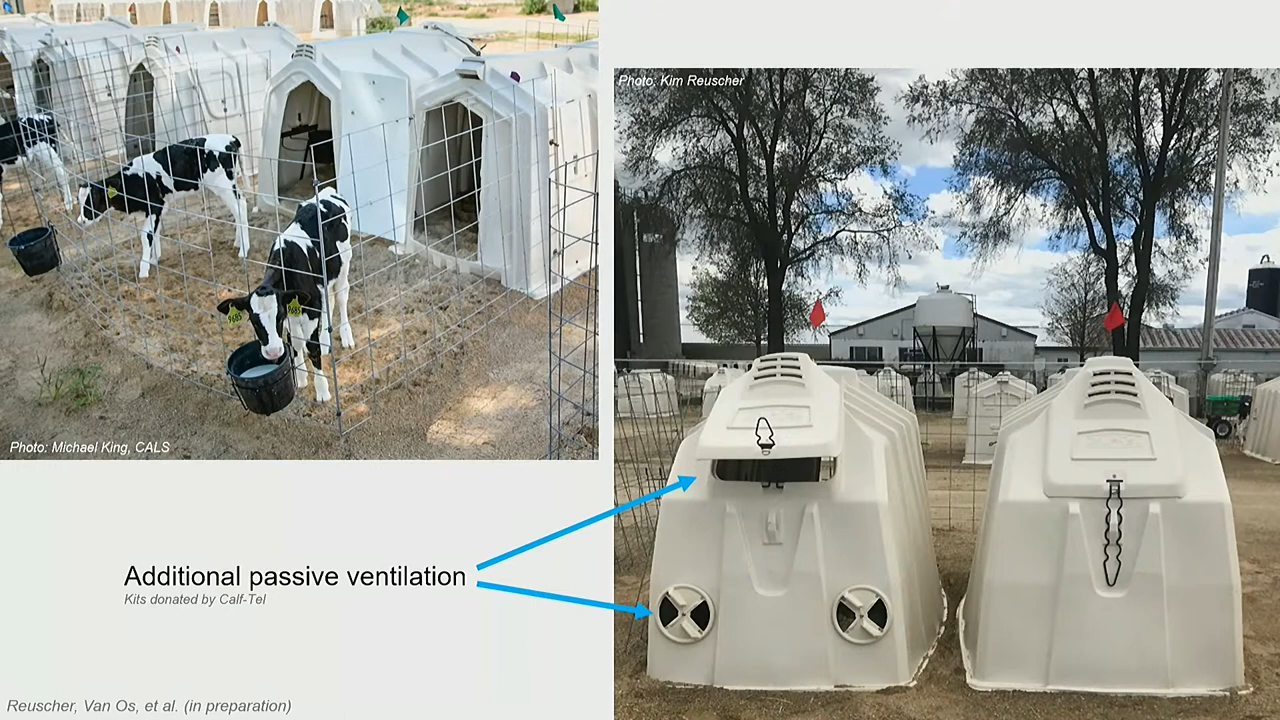 Photo: Kim Reuscher
Photo: Michael King, CALS
Additional passive ventilation
Kits donated by Calf-Tel
Reuscher, Van Os, et al. (in preparation)